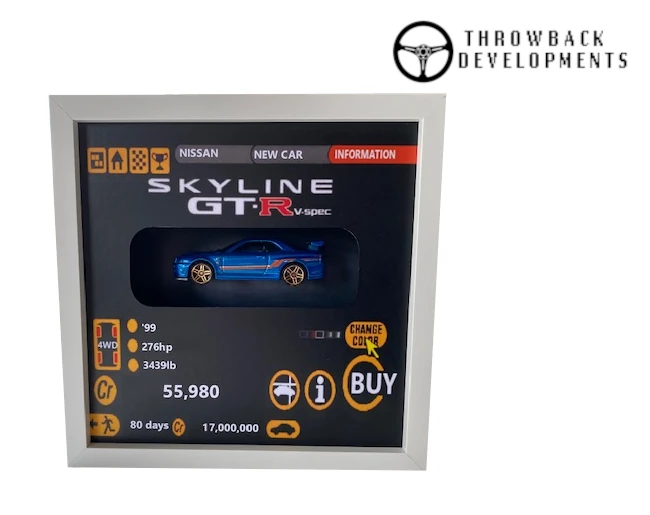 THROWBACK
DEVELOPMENTS
NISSAN NEW CAR INFORMATION
SKYLINE
GT-R V-spec
'99
4WD 276hp
3439lb
CHANGE
COLOR
Cr 55,980 i BUY
80 days Cr 17,000,000